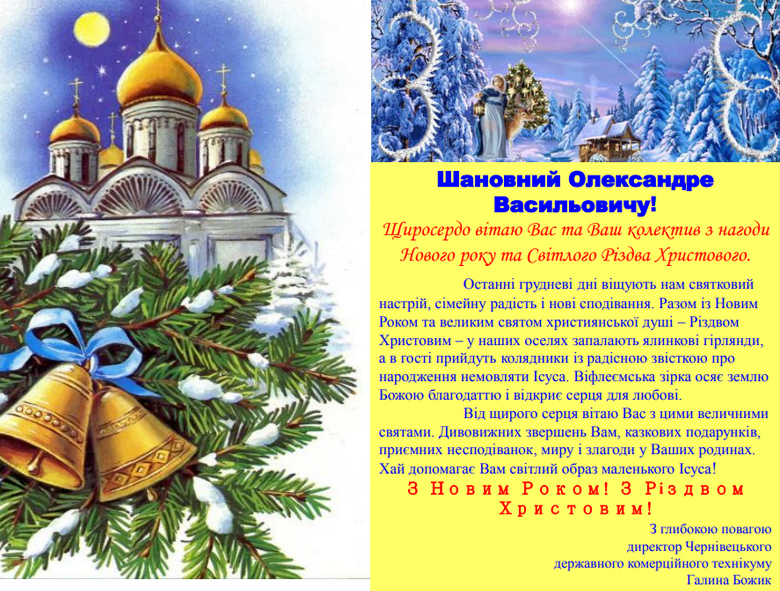 Шановний Олександре
Васильовичу!
Щиросердо вітаю Вас та Ваш колектив з нагоди
Нового року та Світлого Різдва Христового.
Останні грудневі дні віщують нам святковий
настрій, сімейну радість і нові сподівання. Разом із Новим
Роком та великим святом християнської душі – Різдвом
Христовим – у наших оселях запалають ялинкові гірлянди,
а в гості прийдуть колядники із радісною звісткою про
народження немовляти Ісуса. Віфлеємська зірка осяє землю
Божою благодаттю і відкриє серця для любові.
Від щирого серця вітаю Вас з цими величними
святами. Дивовижних звершень Вам, казкових подарунків,
приємних несподіванок, миру і злагоди у Ваших родинах.
Хай допомагає Вам світлий образ маленького Ісуса!
З Новим Роком! З Різдвом
Христовим!
З глибокою повагою
директор Чернівецького
державного комерційного технікуму
Галина Божик